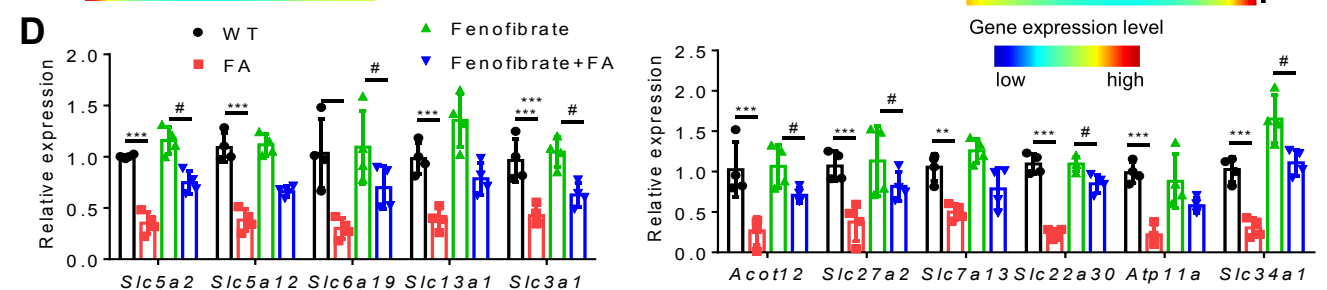 D
WT
FA
Fenofibrate
Fenofibrate+FA
Relative expression
2.0
1.5
1.0
0.5
0.0
***
#
***
#
***
***
***
#
Slc5a2 Slc5a12 Slc6a19 Slc13a1 Slc3a1
Gene expression level
low high
Relative expression
2.5
2.0
1.5
1.0
0.5
0.0
***
#
***
#
**
***
#
***
***
#
Acot12 Slc27a2 Slc7a13 Slc22a30 Atp11a Slc34a1